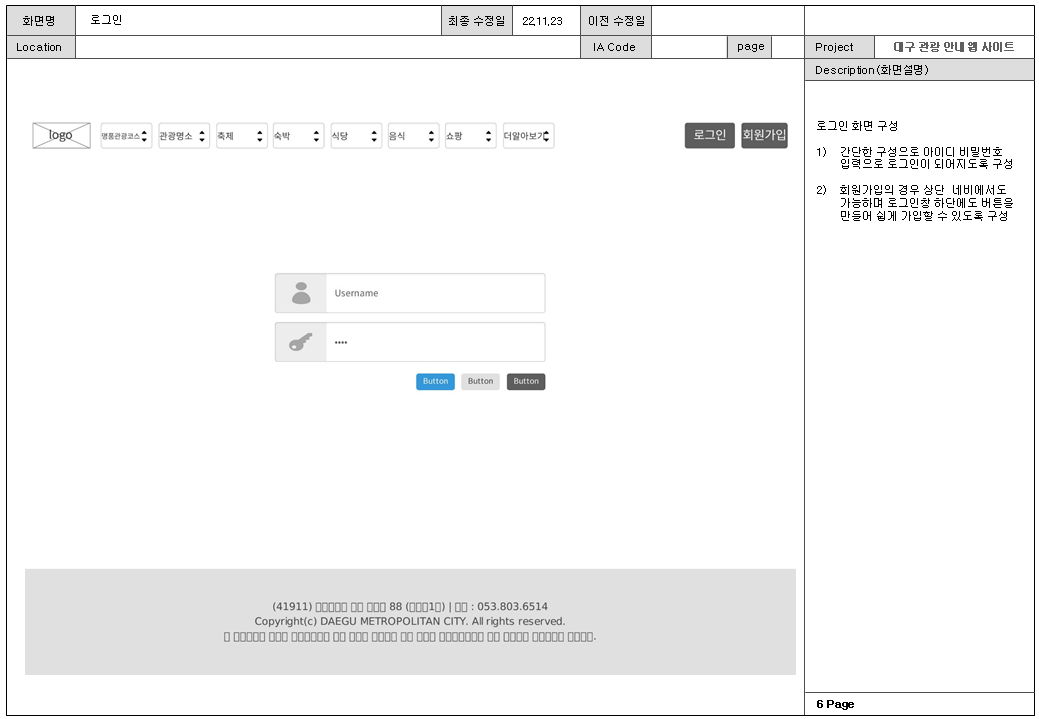 화면명 로그인 최종 수정일 22.11.23 이전 수정일
Location IA Code page Project 대구 관광 안내 웹 사이트
Description(화면설명)
logo 명품관광코스 관광명소 축제 숙박 식당 음식 쇼핑 더알아보기 로그인 회원가입
로그인 화면 구성
1) 간단한 구성으로 아이디 비밀번호
입력으로 로그인이 되어지도록 구성
2) 회원가입의 경우 상단 네비에서도
가능하며 로그인창 하단에도 버튼을
만들어 쉽게 가입할 수 있도록 구성
Username
••••
Button Button Button
(41911) 88 ( 1 ) | : 053.803.6514
Copyright(c) DAEGU METROPOLITAN CITY. All rights reserved.
6 Page